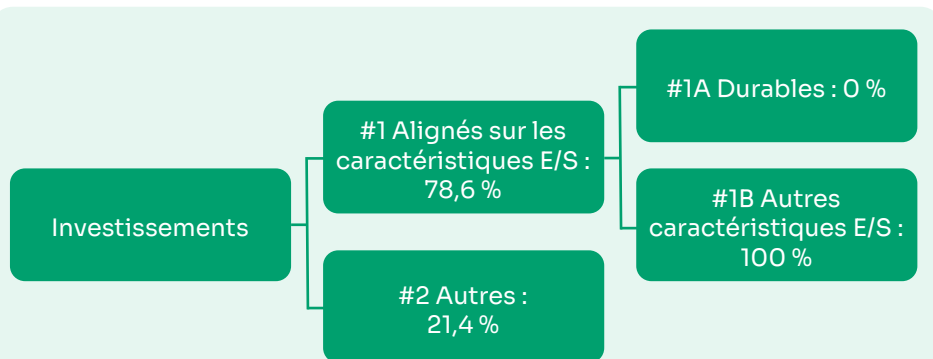 Investissements
#1 Alignés sur les
caractéristiques E/S :
78,6 %
#2 Autres :
21,4 %
#1A Durables : 0 %
#1B Autres
caractéristiques E/S :
100 %